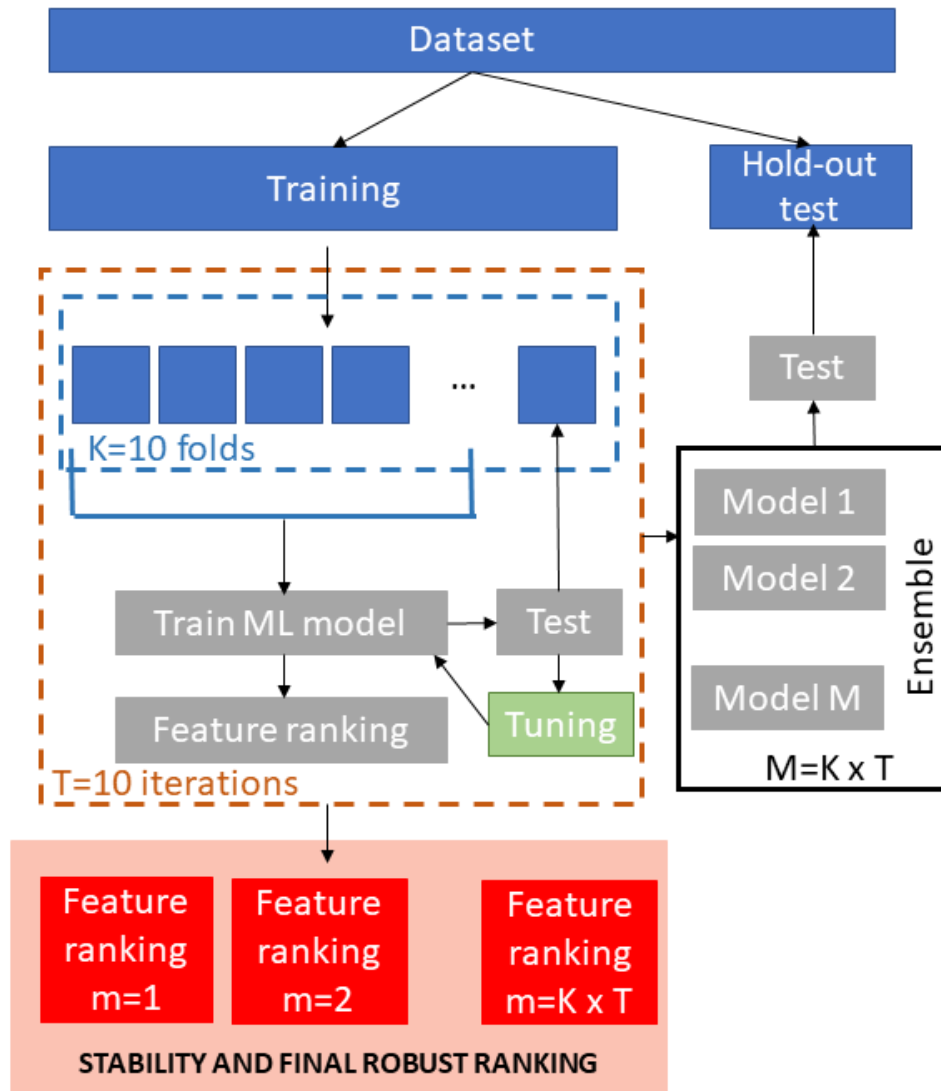 Dataset
Training
Hold-out
test
K=10 folds
...
Test
Train ML model
Test
Feature ranking
Tuning
T=10 iterations
Model 1
Model 2
Model M
Ensemble
M=K x T
Feature
ranking
m=1
Feature
ranking
m=2
Feature
ranking
m=K x T
STABILITY AND FINAL ROBUST RANKING